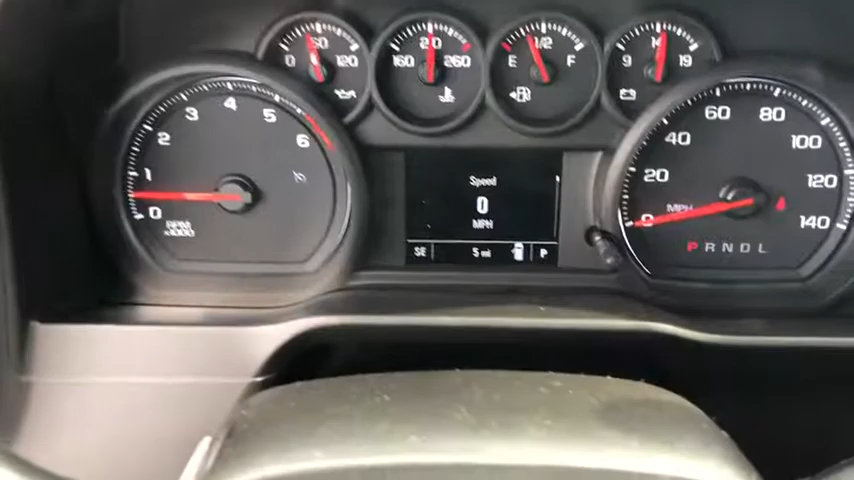 0 60 120
160 210 260
E 1/2 F
9 14 19
0 1 2 3 4 5 6
RPM
x1000
Speed
0
MPH
SE 5 mi P
0 20 40 60 80 100 120 140
MPH
P R N D L